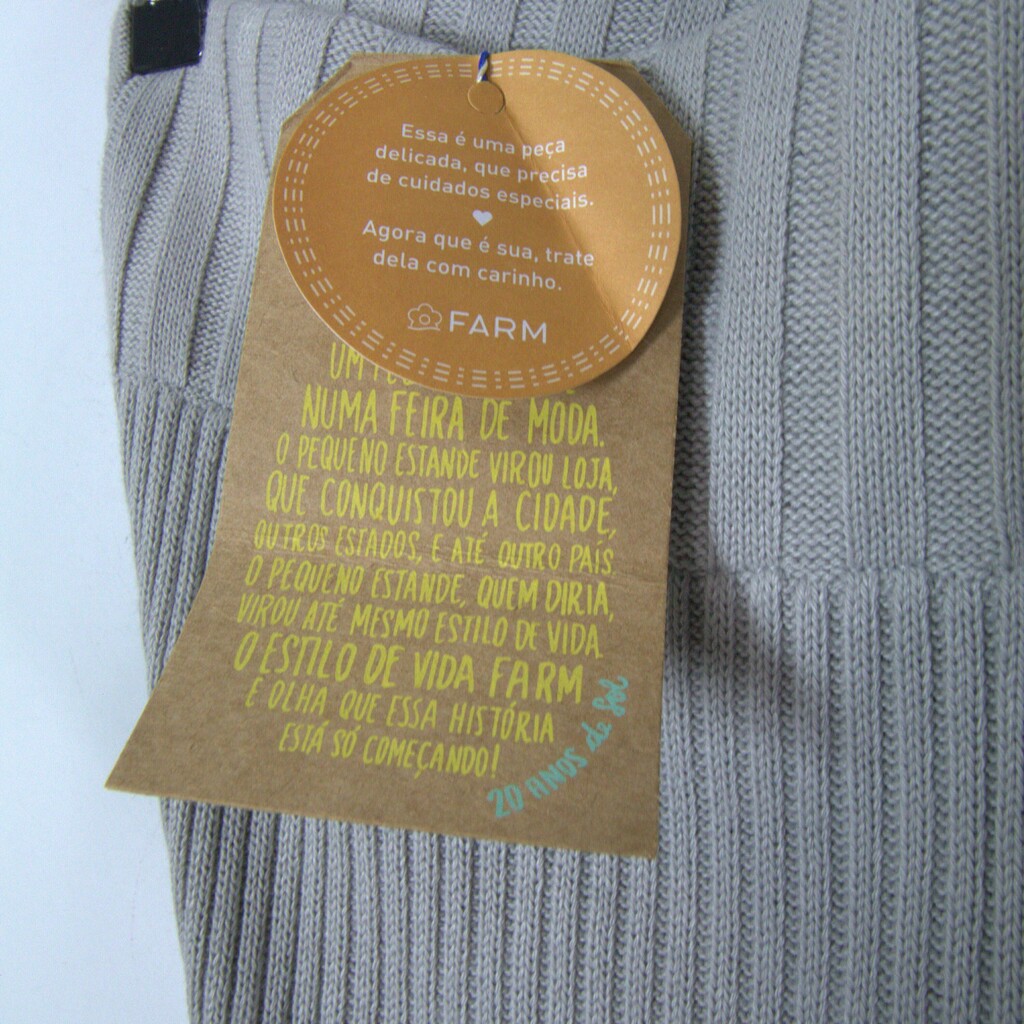 Essa é uma peça
delicada, que precisa
de cuidados especiais.
Agora que é sua, trate
dela com carinho.
FARM
UM
NUMA FEIRA DE MODA.
O PEQUENO ESTANDE VIROU LOJA,
QUE CONQUISTOU A CIDADE,
OUTROS ESTADOS, E ATÉ OUTRO PAÍS
O PEQUENO ESTANDE, QUEM DIRIA,
VIROU ATÉ MESMO ESTILO DE VIDA.
O ESTILO DE VIDA FARM
E OLHA QUE ESSA HISTÓRIA
ESTÁ SÓ COMEÇANDO!
20 ANOS de Sol